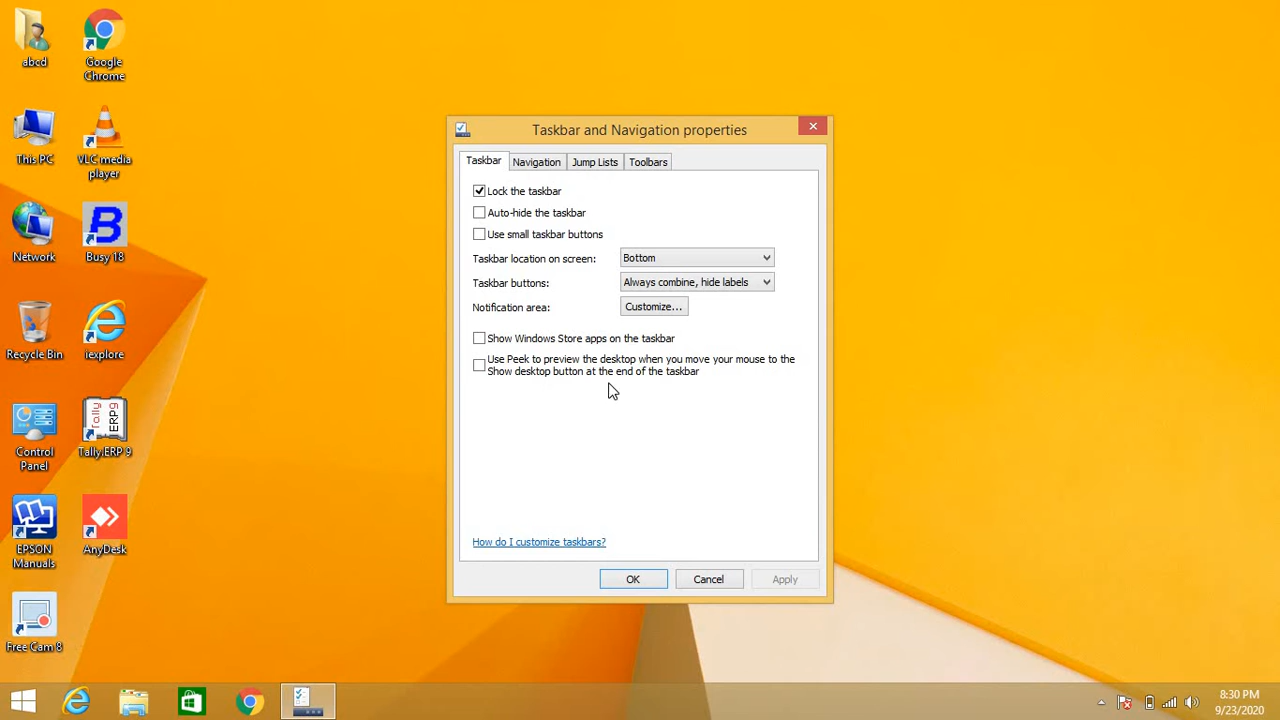 abcd
Google
Chrome
This PC
VLC media
player
Network
Busy 18
Recycle Bin
iexplore
Control
Panel
Tally.ERP 9
EPSON
Manuals
AnyDesk
Free Cam 8
Taskbar and Navigation properties
Taskbar
Navigation
Jump Lists
Toolbars
Lock the taskbar
Auto-hide the taskbar
Use small taskbar buttons
Taskbar location on screen:
Bottom
Taskbar buttons:
Always combine, hide labels
Notification area:
Customize...
Show Windows Store apps on the taskbar
Use Peek to preview the desktop when you move your mouse to the
Show desktop button at the end of the taskbar
How do I customize taskbars?
OK
Cancel
Apply
8:30 PM
9/23/2020